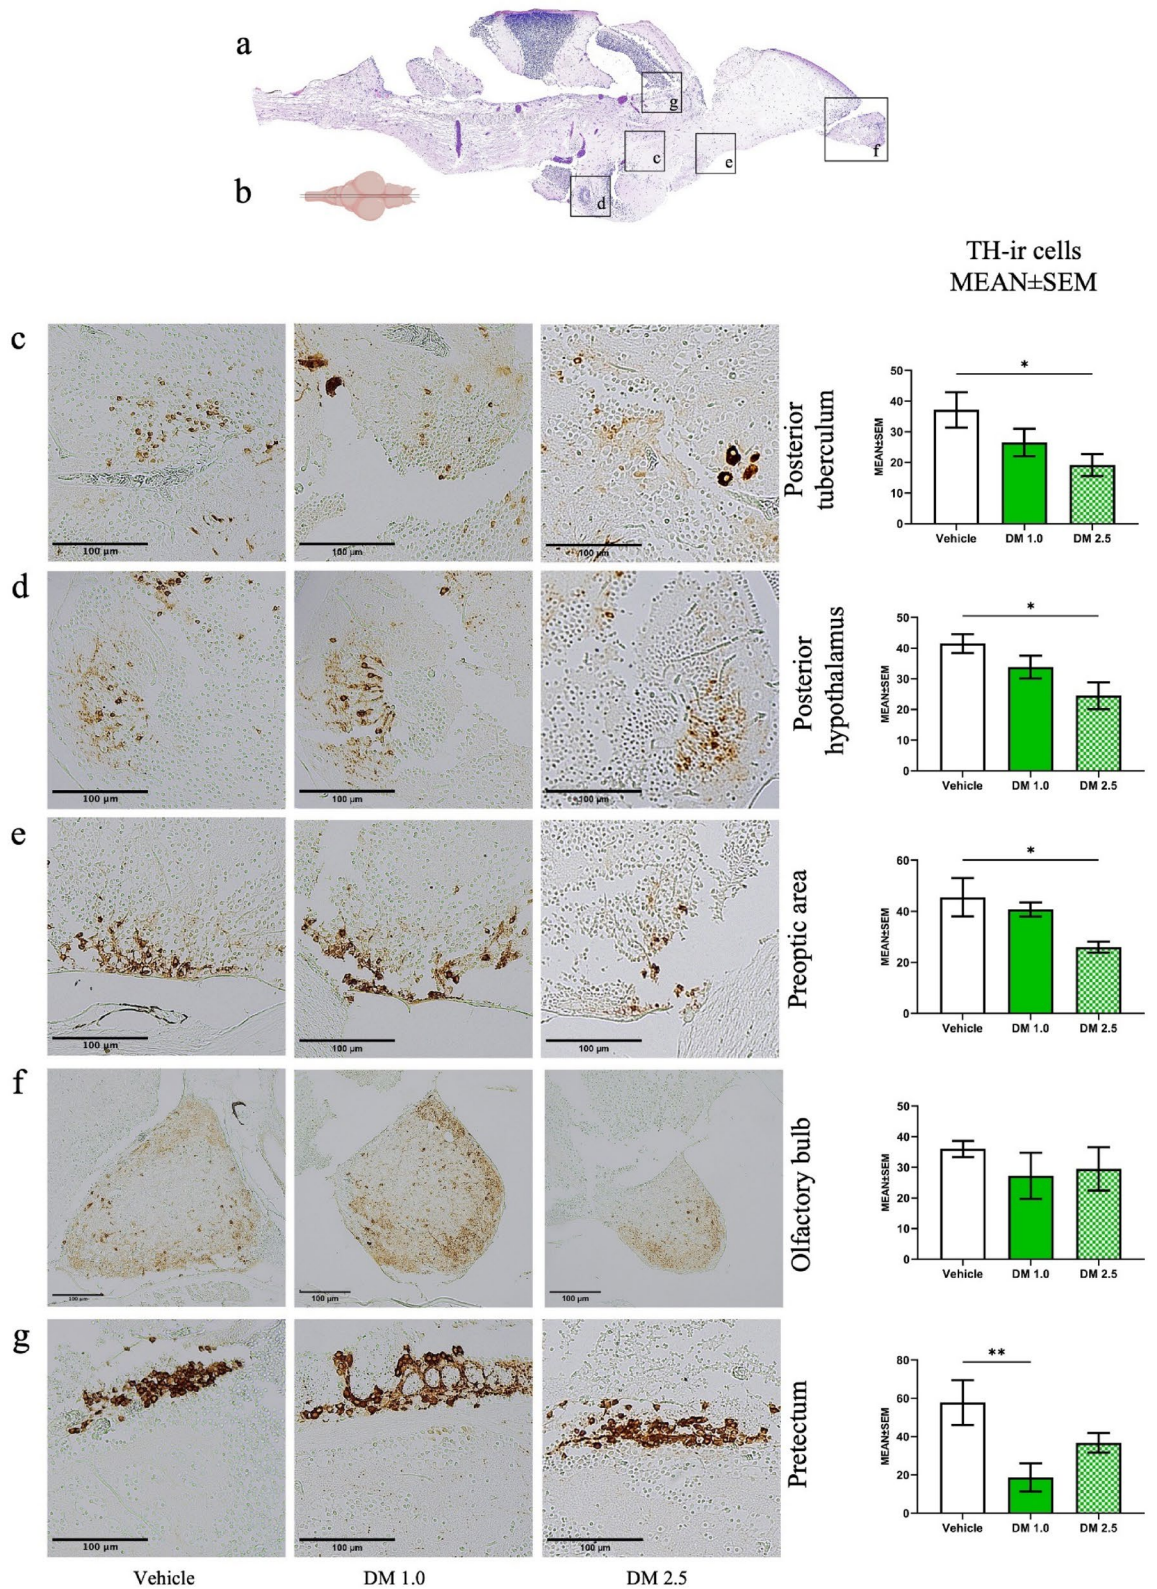 a
g
c
e
f
b
d
TH-ir cells
MEAN±SEM
c
100 µm
100 µm
100 µm
Posterior
tuberculum
MEAN±SEM
50
40
30
20
10
0
*
Vehicle
DM 1.0
DM 2.5
d
100 µm
100 µm
100 µm
Posterior
hypothalamus
MEAN±SEM
50
40
30
20
10
0
*
Vehicle
DM 1.0
DM 2.5
e
100 µm
100 µm
100 µm
Preoptic area
MEAN±SEM
60
40
20
0
*
Vehicle
DM 1.0
DM 2.5
f
100 µm
100 µm
100 µm
Olfactory bulb
MEAN±SEM
50
40
30
20
10
0
Vehicle
DM 1.0
DM 2.5
g
100 µm
100 µm
100 µm
Pretectum
MEAN±SEM
80
60
40
20
0
**
Vehicle
DM 1.0
DM 2.5
Vehicle
DM 1.0
DM 2.5